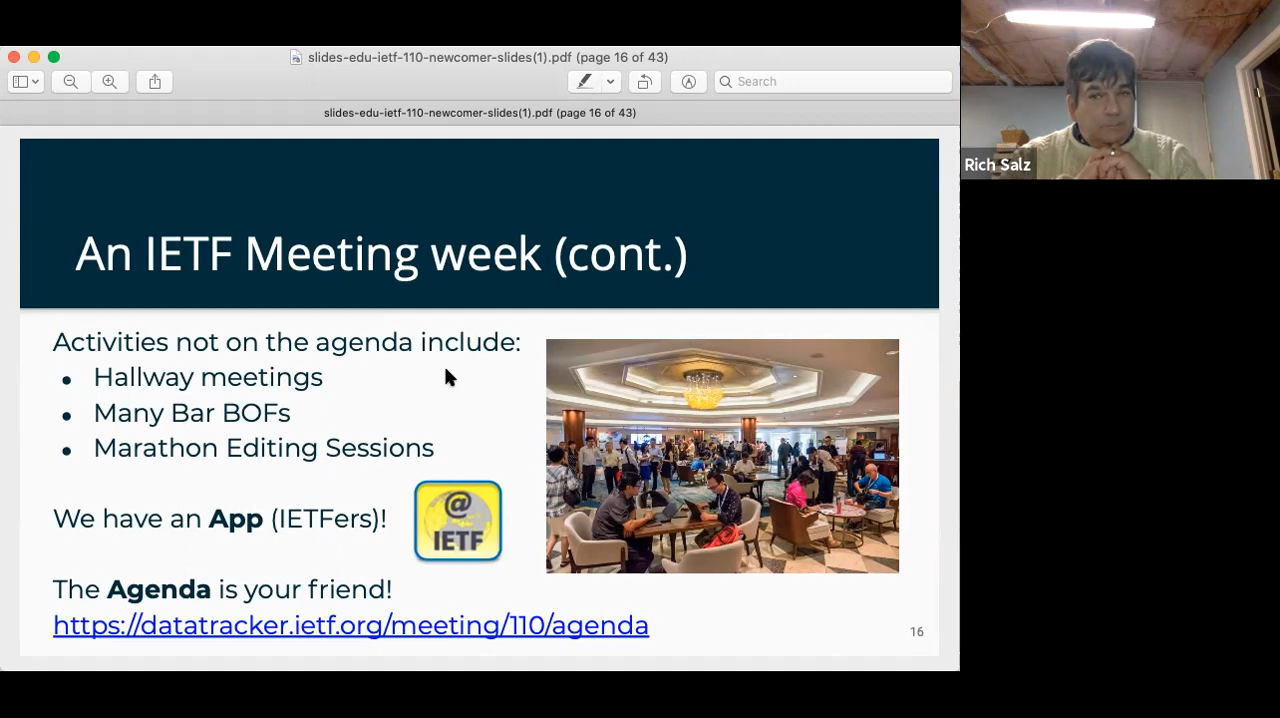 slides-edu-ietf-110-newcomer-slides(1).pdf (page 16 of 43)
Search
slides-edu-ietf-110-newcomer-slides(1).pdf (page 16 of 43)
Rich Salz
An IETF Meeting week (cont.)
Activities not on the agenda include:
• Hallway meetings
• Many Bar BOFs
• Marathon Editing Sessions
We have an App (IETFers)!
@
IETF
The Agenda is your friend!
https://datatracker.ietf.org/meeting/110/agenda
16